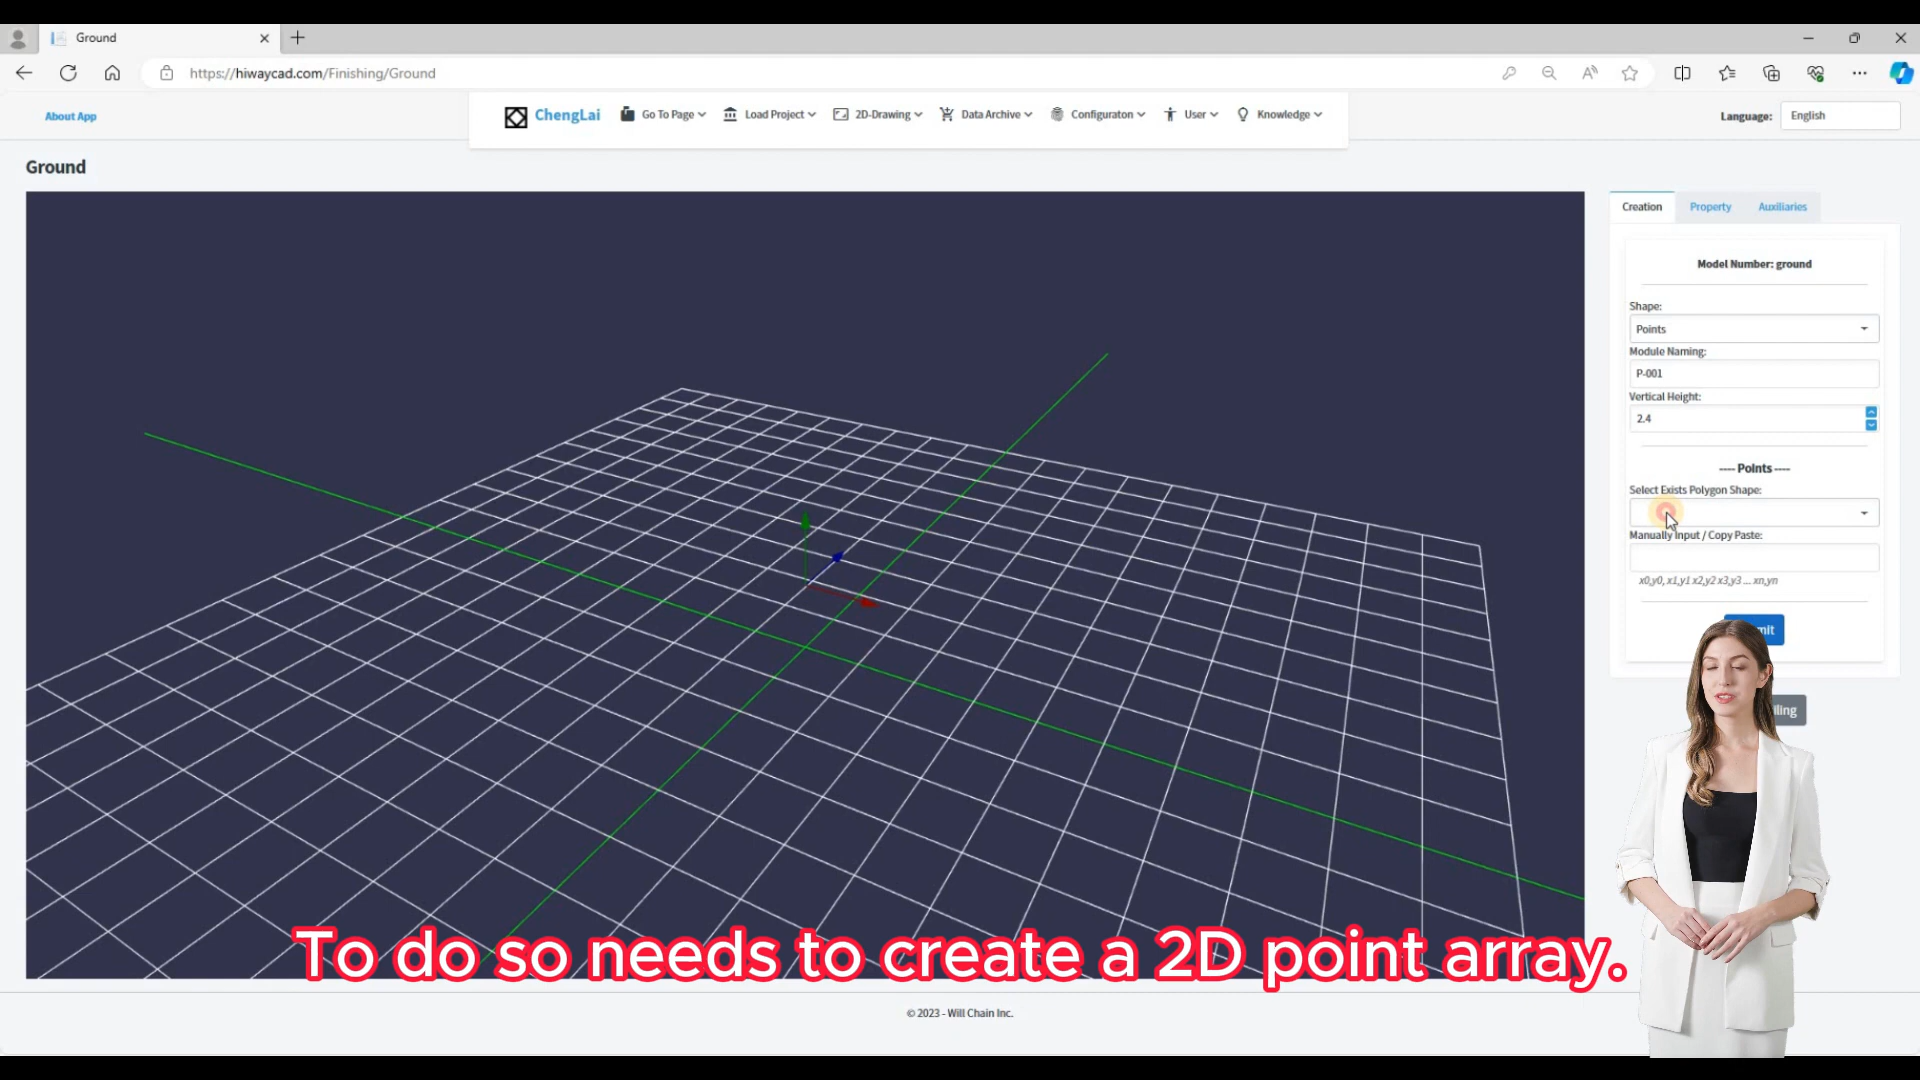 Ground
https://hiwaycad.com/Finishing/Ground
About App
ChengLai
Go To Page
Load Project
2D-Drawing
Data Archive
Configuraton
User
Knowledge
Language:
English
Ground
Creation
Property
Auxiliaries
Model Number: ground
Shape:
Points
Module Naming:
P-001
Vertical Height:
2.4
---- Points ----
Select Exists Polygon Shape:
Manually Input / Copy Paste:
x0,y0, x1,y1 x2,y2 x3,y3 ... xn,yn
To do so needs to create a 2D point array.
© 2023 - Will Chain Inc.